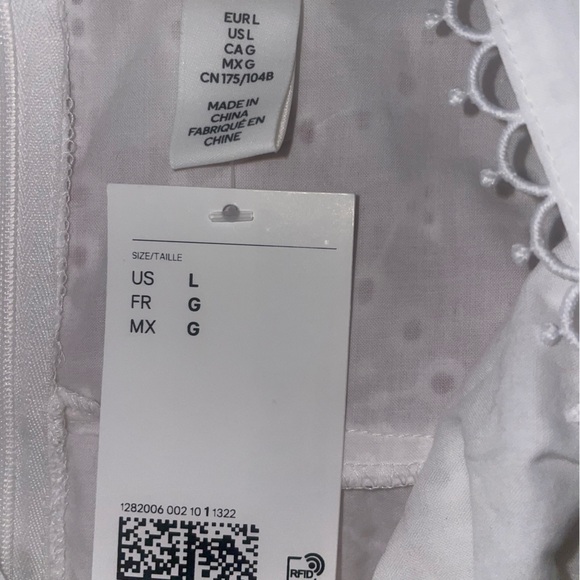 EUR L
US L
CA G
MX G
CN 175/104B
MADE IN
CHINA
FABRIQUÉ EN
CHINE
SIZE/TAILLE
US L
FR G
MX G
1282006 002 10 1 1322
RFID